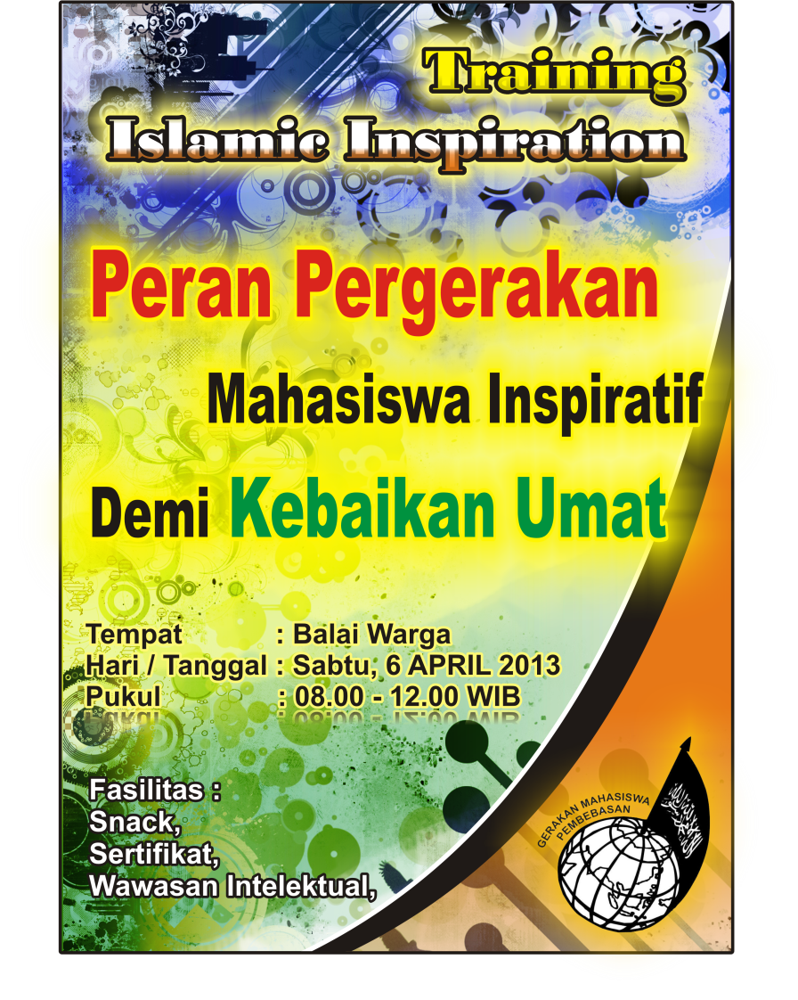 Training
Islamic Inspiration
Peran Pergerakan
Mahasiswa Inspiratif
Demi Kebaikan Umat
Tempat : Balai Warga
Hari / Tanggal : Sabtu, 6 APRIL 2013
Pukul : 08.00 - 12.00 WIB
Fasilitas :
Snack,
Sertifikat,
Wawasan Intelektual,
GERAKAN MAHASISWA
PEMBEBASAN